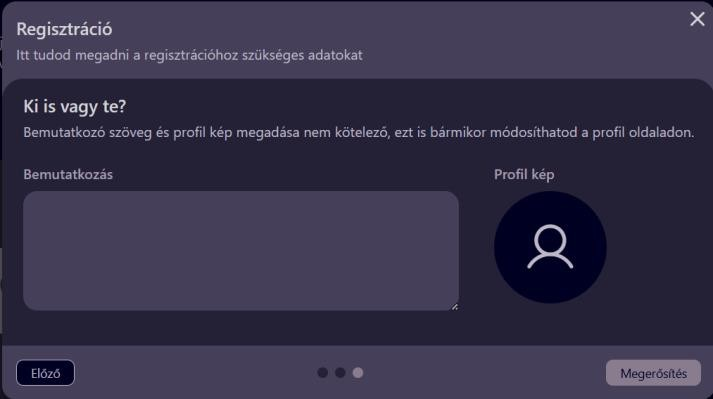 Regisztráció
Itt tudod megadni a regisztrációhoz szükséges adatokat
Ki is vagy te?
Bemutatkozó szöveg és profil kép megadása nem kötelező, ezt is bármikor módosíthatod a profil oldaladon.
Bemutatkozás
Profil kép
Előző
Megerősítés